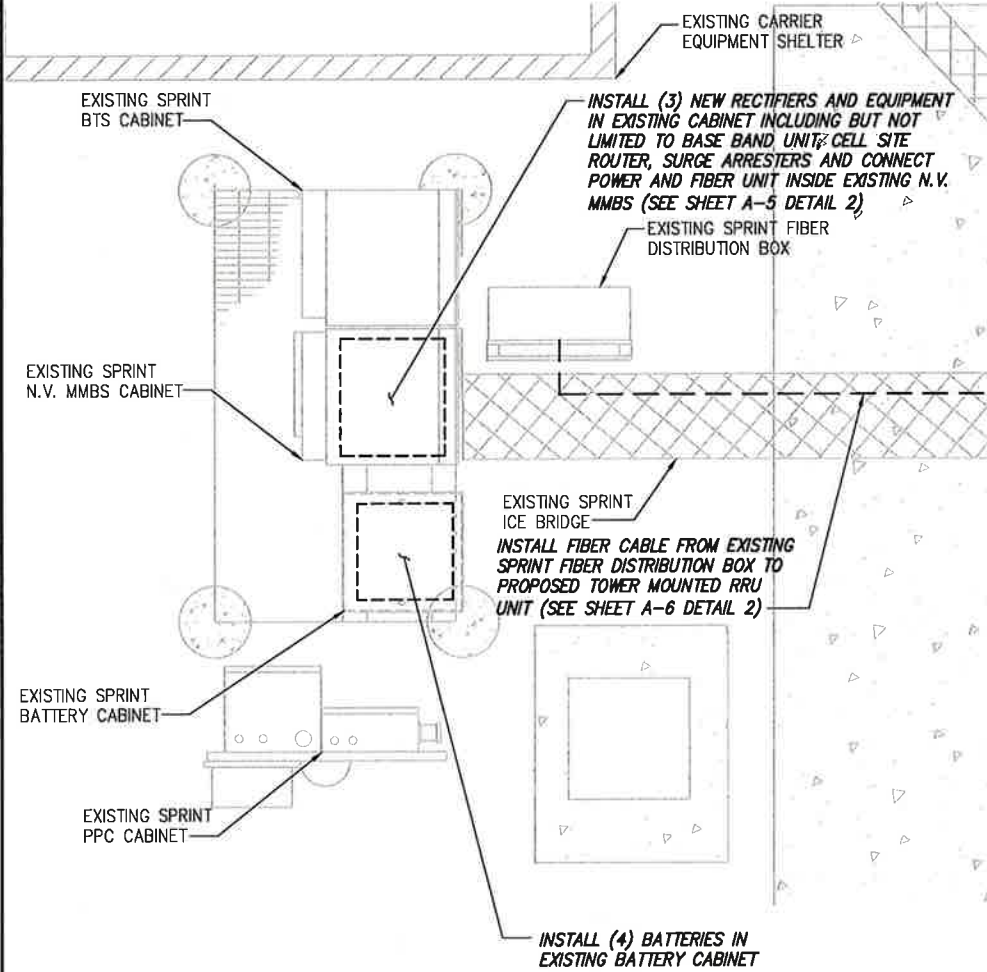 EXISTING CARRIER
EQUIPMENT SHELTER
EXISTING SPRINT
BTS CABINET
INSTALL (3) NEW RECTIFIERS AND EQUIPMENT
IN EXISTING CABINET INCLUDING BUT NOT
LIMITED TO BASE BAND UNIT, CELL SITE
ROUTER, SURGE ARRESTERS AND CONNECT
POWER AND FIBER UNIT INSIDE EXISTING N.V.
MMBS (SEE SHEET A-5 DETAIL 2)
EXISTING SPRINT FIBER
DISTRIBUTION BOX
EXISTING SPRINT
N.V. MMBS CABINET
EXISTING SPRINT
ICE BRIDGE
INSTALL FIBER CABLE FROM EXISTING
SPRINT FIBER DISTRIBUTION BOX TO
PROPOSED TOWER MOUNTED RRU
UNIT (SEE SHEET A-6 DETAIL 2)
EXISTING SPRINT
BATTERY CABINET
EXISTING SPRINT
PPC CABINET
INSTALL (4) BATTERIES IN
EXISTING BATTERY CABINET